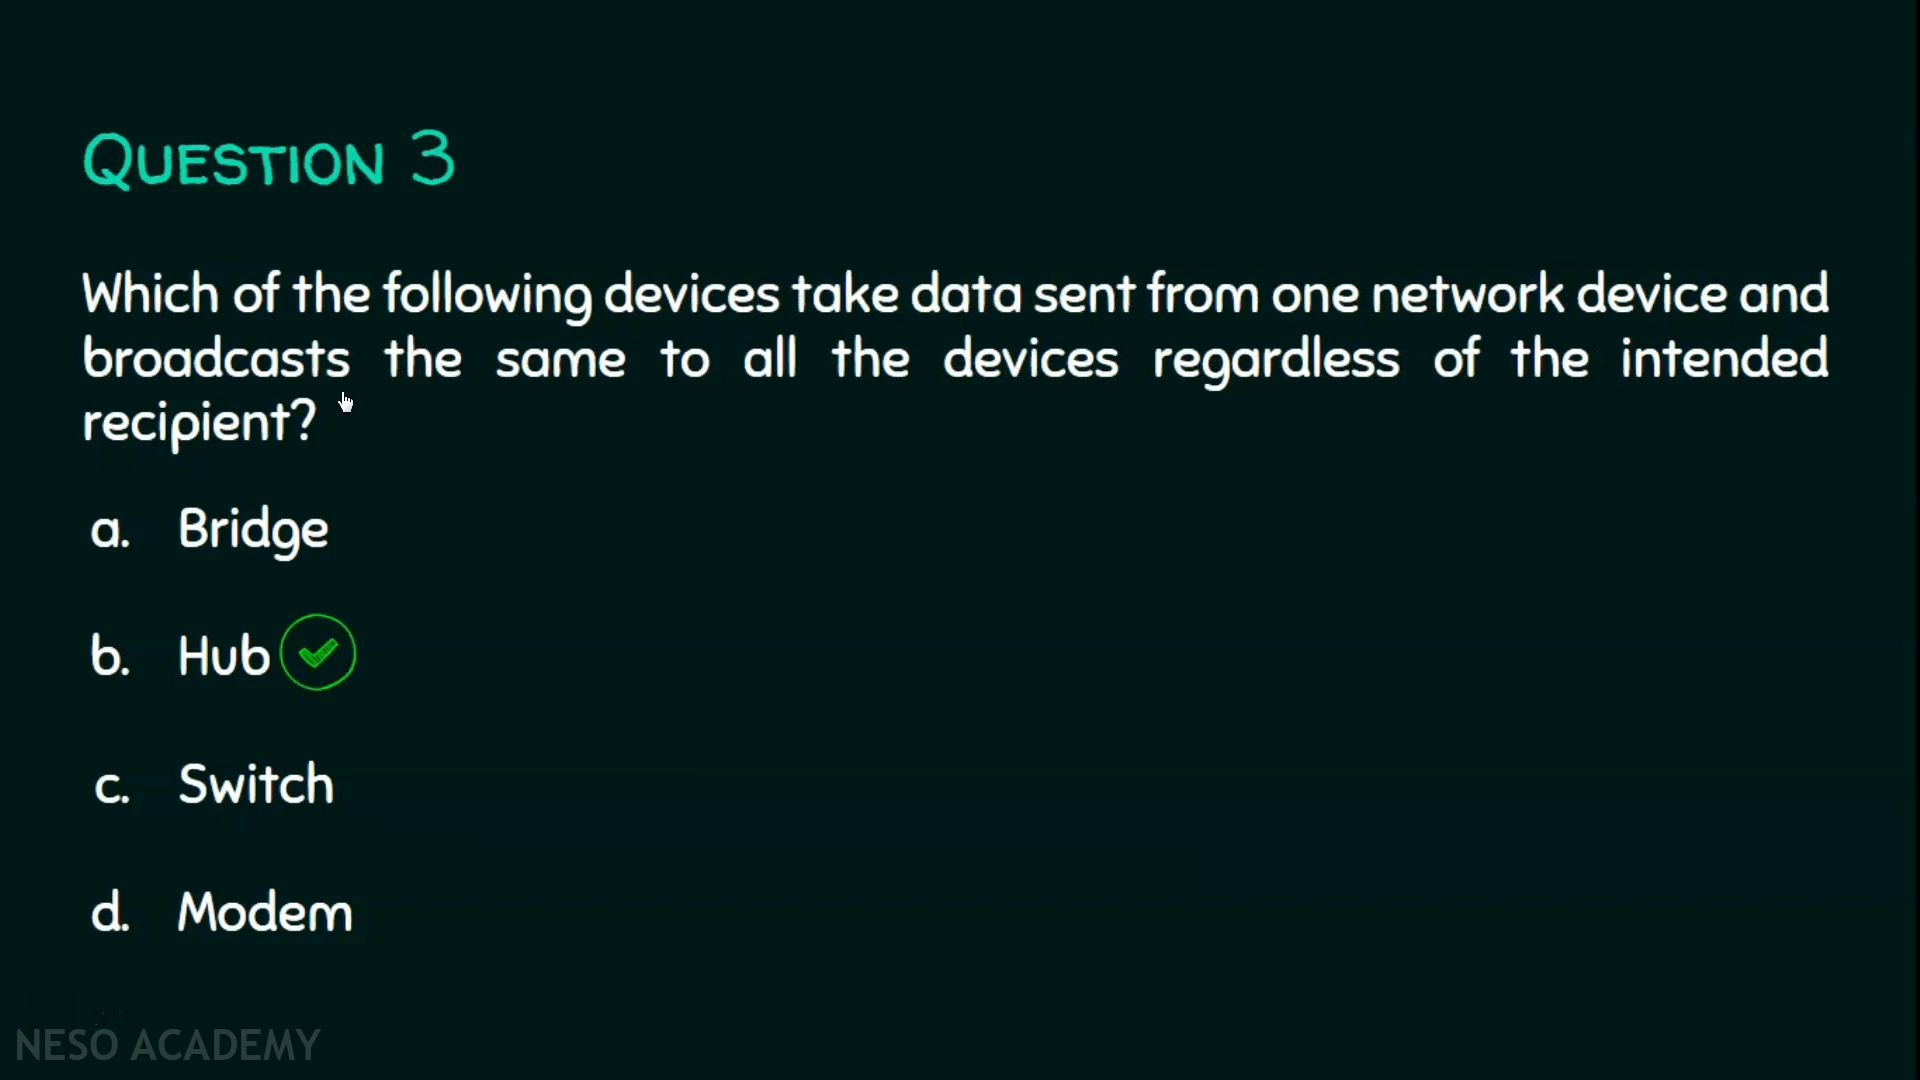 QUESTION 3
Which of the following devices take data sent from one network device and
broadcasts the same to all the devices regardless of the intended
recipient?
a. Bridge
b. Hub
c. Switch
d. Modem
NESO ACADEMY